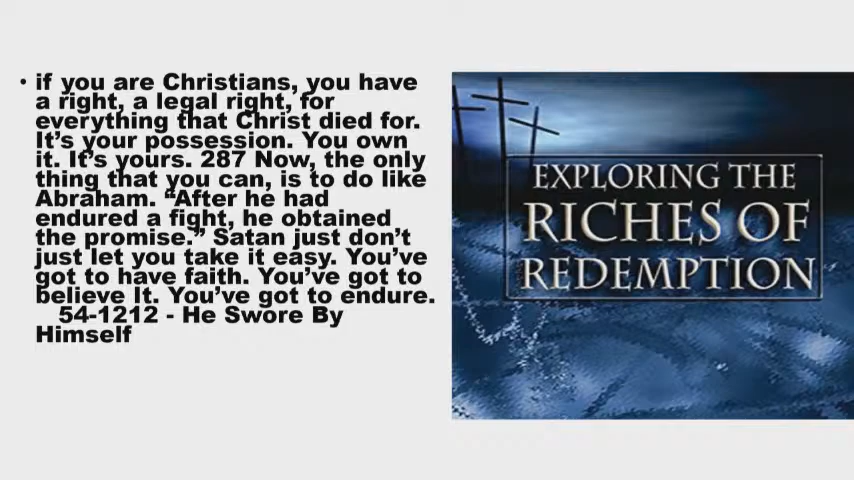 • if you are Christians, you have
a right, a legal right, for
everything that Christ died for.
It's your possession. You own
it. It's yours. 287 Now, the only
thing that you can, is to do like
Abraham. “After he had
endured a fight, he obtained
the promise.” Satan just don't
just let you take it easy. You've
got to have faith. You've got to
believe It. You've got to endure.
54-1212 - He Swore By
Himself
EXPLORING THE
RICHES OF
REDEMPTION